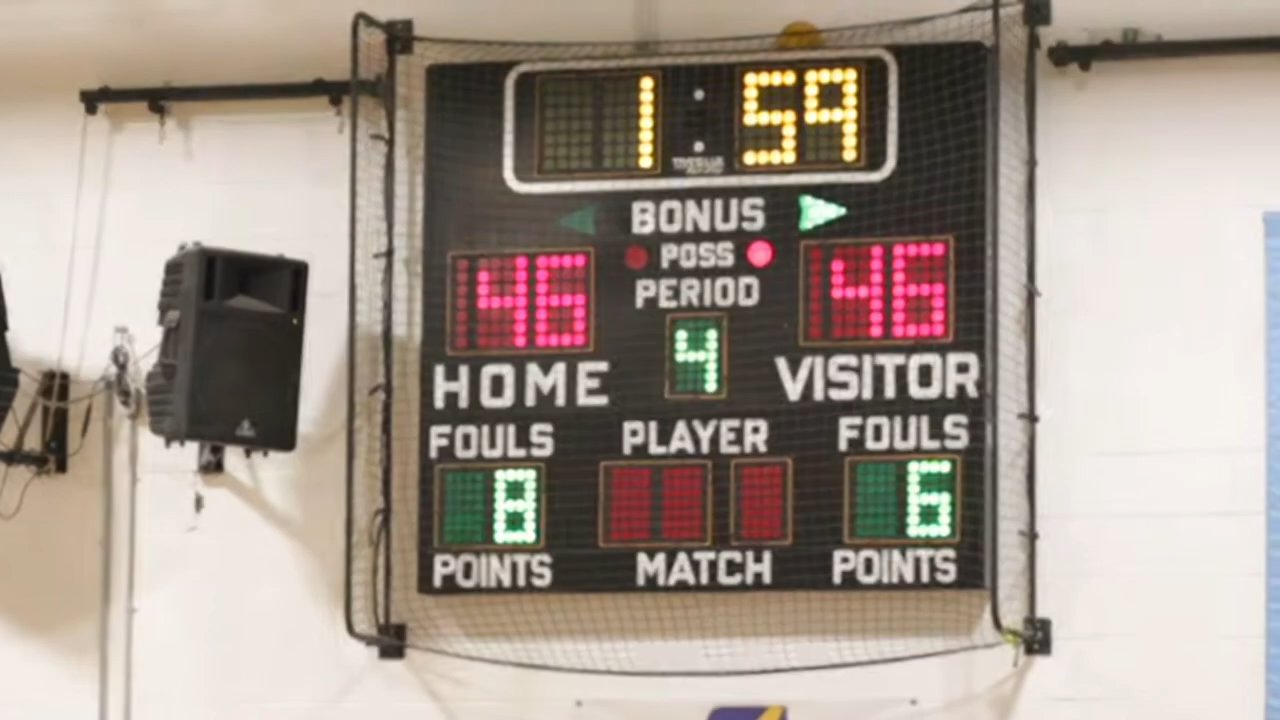 1:59
BONUS
POSS
46 PERIOD 46
4
HOME VISITOR
FOULS PLAYER FOULS
8 6
POINTS MATCH POINTS